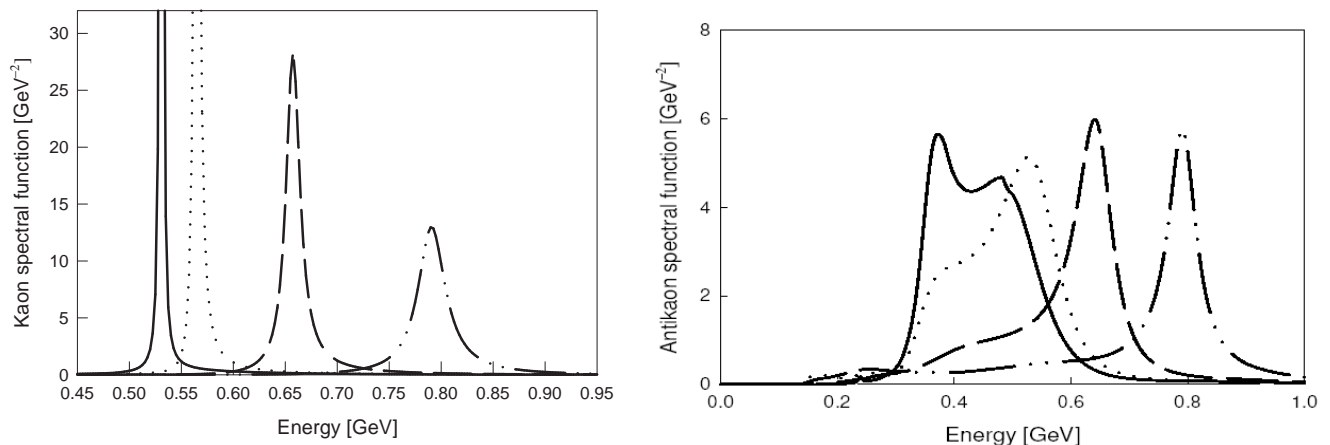 Kaon spectral function [GeV⁻²]
30
25
20
15
10
5
0
0.45 0.50 0.55 0.60 0.65 0.70 0.75 0.80 0.85 0.90 0.95
Energy [GeV]
Antikaon spectral function [GeV⁻²]
8
6
4
2
0
0.0 0.2 0.4 0.6 0.8 1.0
Energy [GeV]